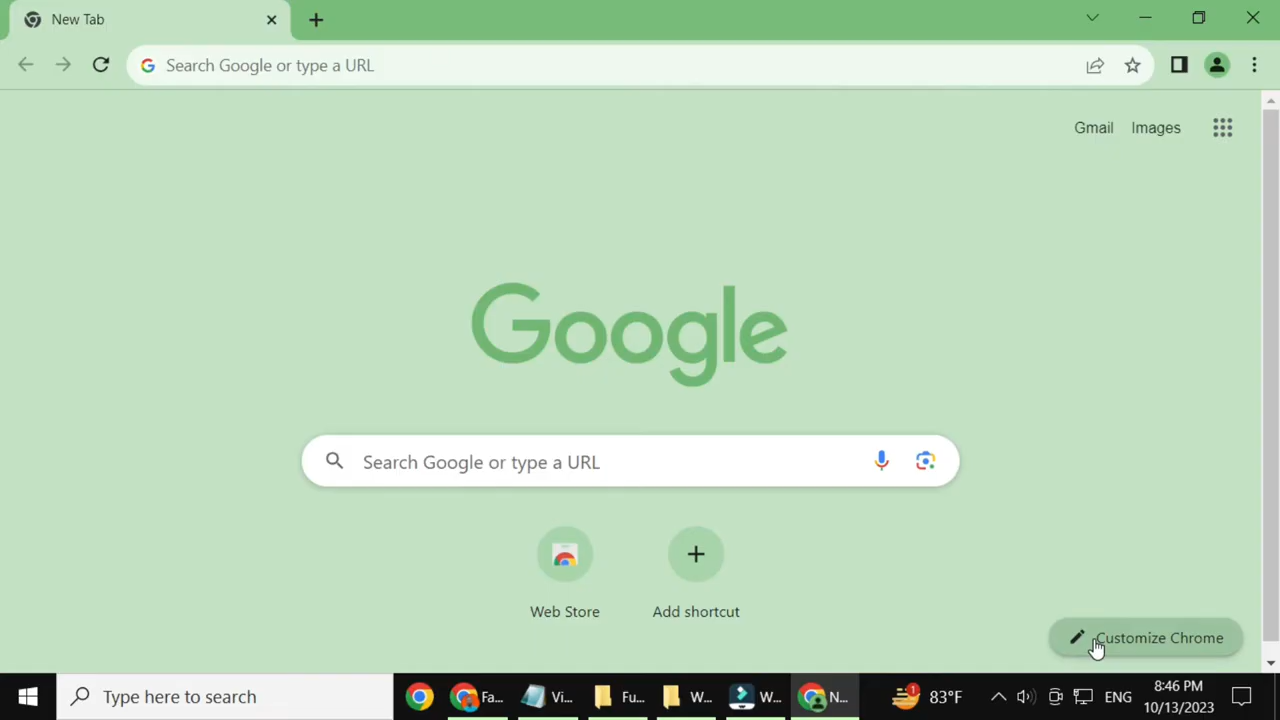 New Tab
Search Google or type a URL
Gmail Images
Google
Search Google or type a URL
Web Store Add shortcut
Customize Chrome
Type here to search
Fa...
Vi...
Fu...
W...
W...
N...
1
83°F
ENG
8:46 PM
10/13/2023